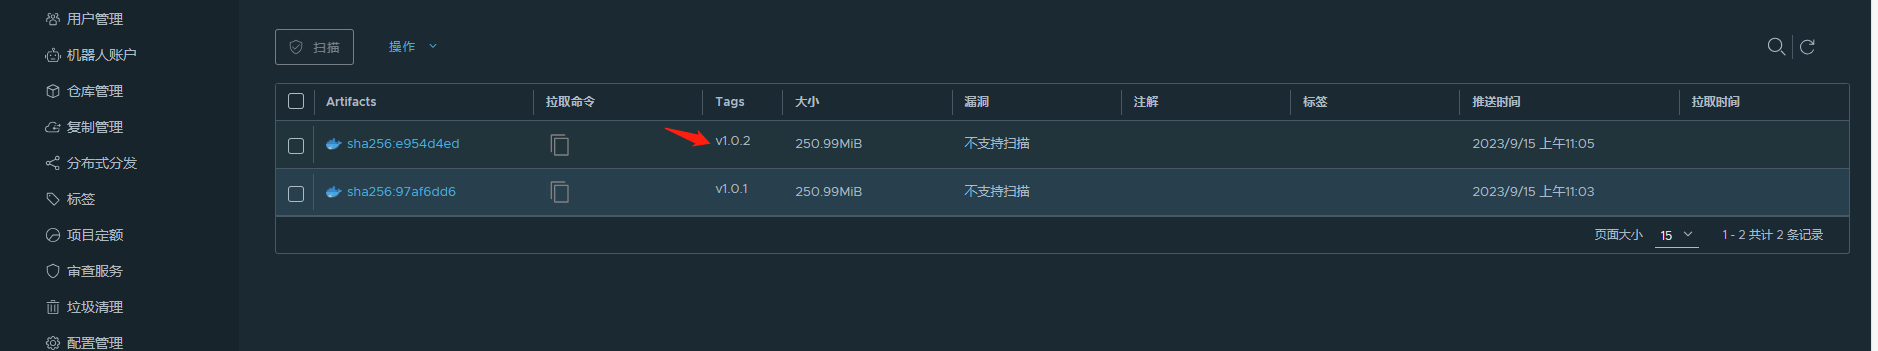 用户管理
机器人账户
仓库管理
复制管理
分布式分发
标签
项目定额
审查服务
垃圾清理
配置管理
扫描 操作
Artifacts 拉取命令 Tags 大小 漏洞 注解 标签 推送时间 拉取时间
sha256:e954d4ed v1.0.2 250.99MiB 不支持扫描 2023/9/15 上午11:05
sha256:97af6dd6 v1.0.1 250.99MiB 不支持扫描 2023/9/15 上午11:03
页面大小 15 1 - 2 共计 2 条记录